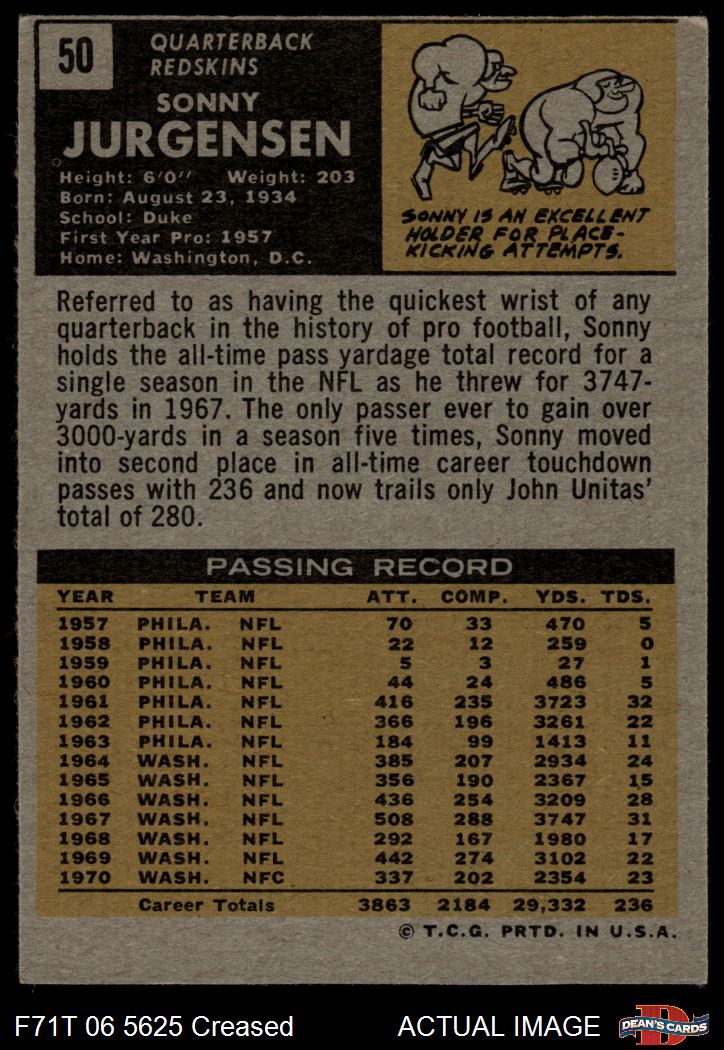 50
QUARTERBACK
REDSKINS
SONNY
JURGENSEN
Height: 6'0" Weight: 203
Born: August 23, 1934
School: Duke
First Year Pro: 1957
Home: Washington, D.C.
SONNY IS AN EXCELLENT
HOLDER FOR PLACE-
KICKING ATTEMPTS.
Referred to as having the quickest wrist of any
quarterback in the history of pro football, Sonny
holds the all-time pass yardage total record for a
single season in the NFL as he threw for 3747-
yards in 1967. The only passer ever to gain over
3000-yards in a season five times, Sonny moved
into second place in all-time career touchdown
passes with 236 and now trails only John Unitas'
total of 280.
PASSING RECORD
YEAR TEAM ATT. COMP. YDS. TDS.
1957 PHILA. NFL 70 33 470 5
1958 PHILA. NFL 22 12 259 0
1959 PHILA. NFL 5 3 27 1
1960 PHILA. NFL 44 24 486 5
1961 PHILA. NFL 416 235 3723 32
1962 PHILA. NFL 366 196 3261 22
1963 PHILA. NFL 184 99 1413 11
1964 WASH. NFL 385 207 2934 24
1965 WASH. NFL 356 190 2367 15
1966 WASH. NFL 436 254 3209 28
1967 WASH. NFL 508 288 3747 31
1968 WASH. NFL 292 167 1980 17
1969 WASH. NFL 442 274 3102 22
1970 WASH. NFC 337 202 2354 23
Career Totals 3863 2184 29,332 236
© T.C.G. PRTD. IN U.S.A.
F71T 06 5625 Creased ACTUAL IMAGE
D
DEAN'S CARDS